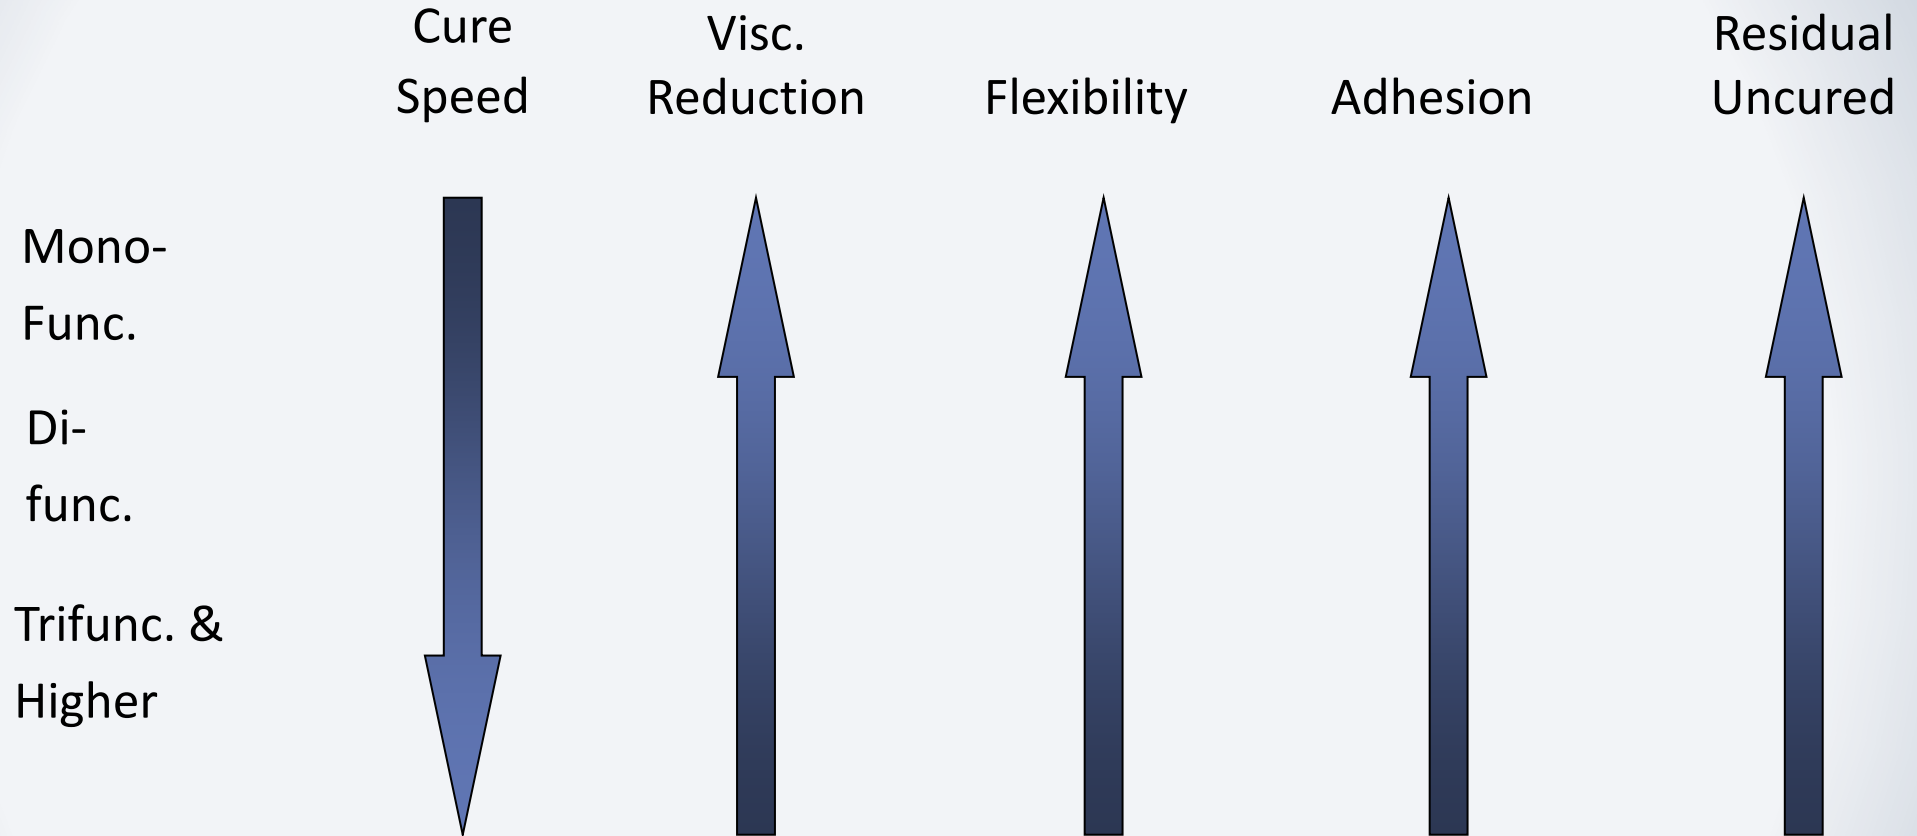 Cure
Speed
Visc.
Reduction
Flexibility
Adhesion
Residual
Uncured
Mono-
Func.
Di-
func.
Trifunc. &
Higher